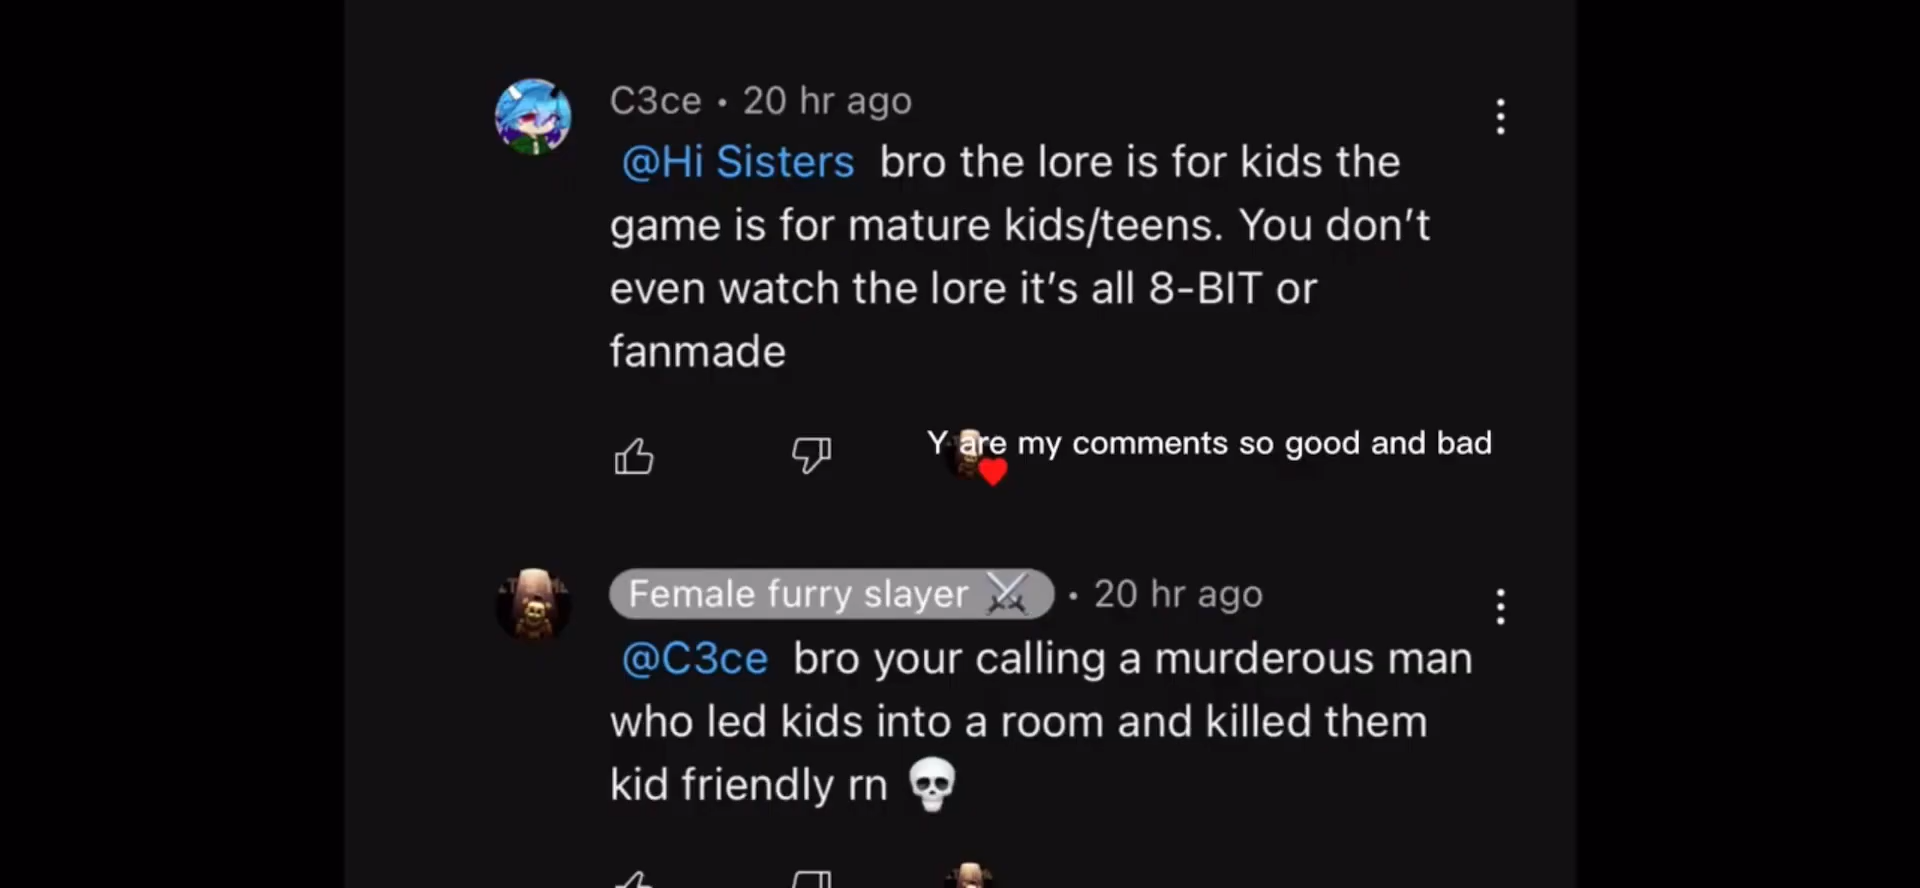 C3ce • 20 hr ago
@Hi Sisters bro the lore is for kids the
game is for mature kids/teens. You don’t
even watch the lore it’s all 8-BIT or
fanmade
Y are my comments so good and bad
Female furry slayer ⚔ • 20 hr ago
@C3ce bro your calling a murderous man
who led kids into a room and killed them
kid friendly rn 💀